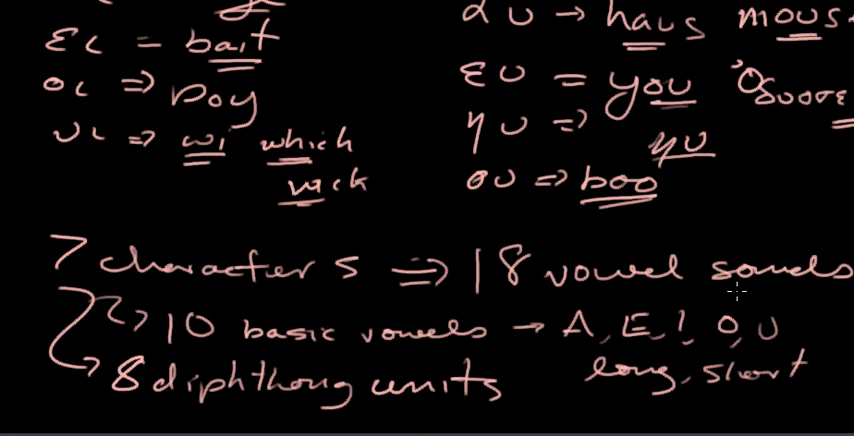 ει = bait
οι ⇒ boy
υι ⇒ wi which
wick
αυ → haus mous
ευ = you
ηυ ⇒ ηυ
ου ⇒ boo
7 characters ⇒ 18 vowel sounds
10 basic vowels → A, E, I, O, U
long, short
8 diphthong units